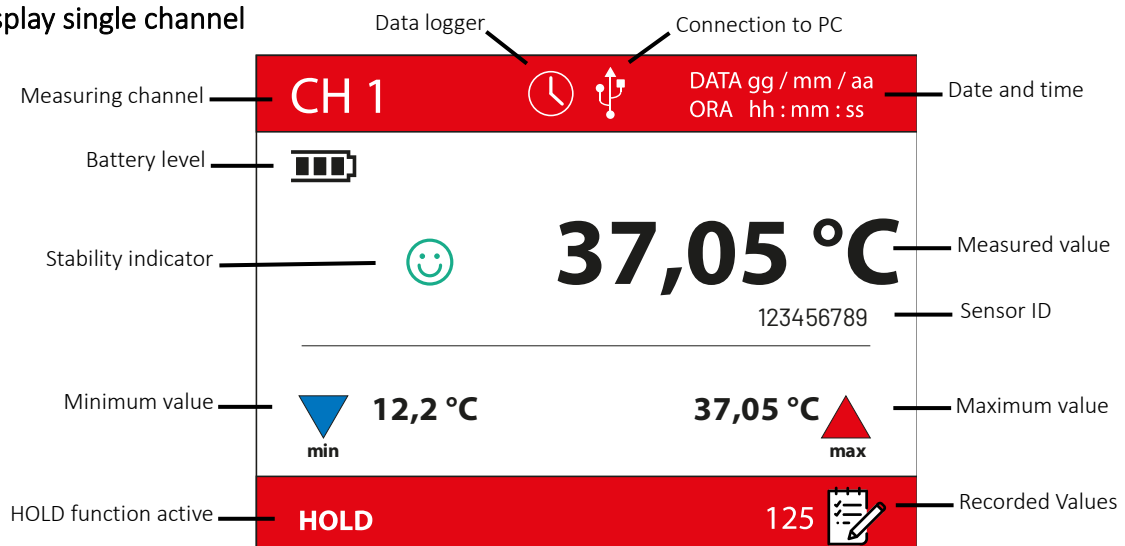 splay single channel
Data logger
Connection to PC
Measuring channel
CH 1
DATA gg / mm / aa
ORA hh : mm : ss
Date and time
Battery level
Stability indicator
37,05 °C
Measured value
123456789
Sensor ID
Minimum value
12,2 °C
min
37,05 °C
max
Maximum value
HOLD function active
HOLD
125
Recorded Values